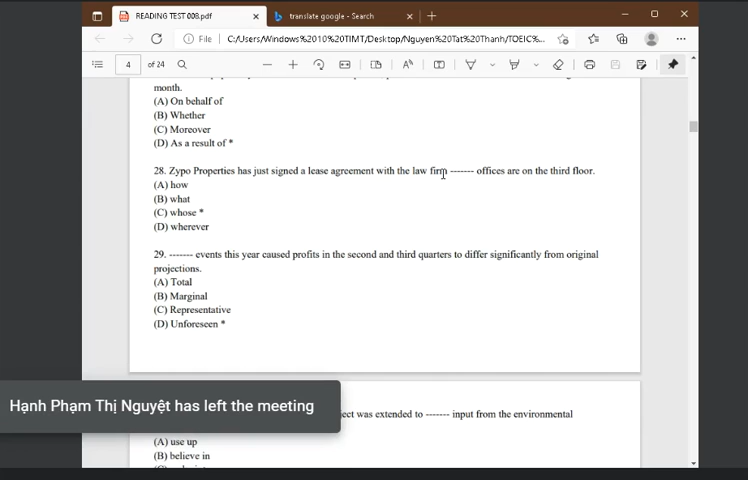 READING TEST 008.pdf
translate google - Search
File
C:/Users/Windows%2010%20TIMT/Desktop/Nguyen%20Tat%20Thanh/TOEIC%...
4 of 24
month.
(A) On behalf of
(B) Whether
(C) Moreover
(D) As a result of *
28. Zypo Properties has just signed a lease agreement with the law firm ------- offices are on the third floor.
(A) how
(B) what
(C) whose *
(D) wherever
29. ------- events this year caused profits in the second and third quarters to differ significantly from original
projections.
(A) Total
(B) Marginal
(C) Representative
(D) Unforeseen *
Hạnh Phạm Thị Nguyệt has left the meeting
ject was extended to ------- input from the environmental
(A) use up
(B) believe in